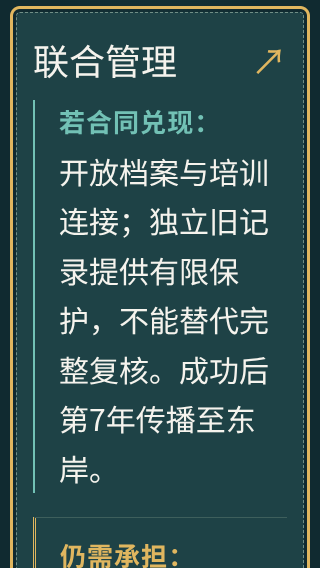 联合管理
若合同兑现：
开放档案与培训
连接；独立旧记
录提供有限保
护，不能替代完
整复核。成功后
第7年传播至东
岸。
仍需承担：